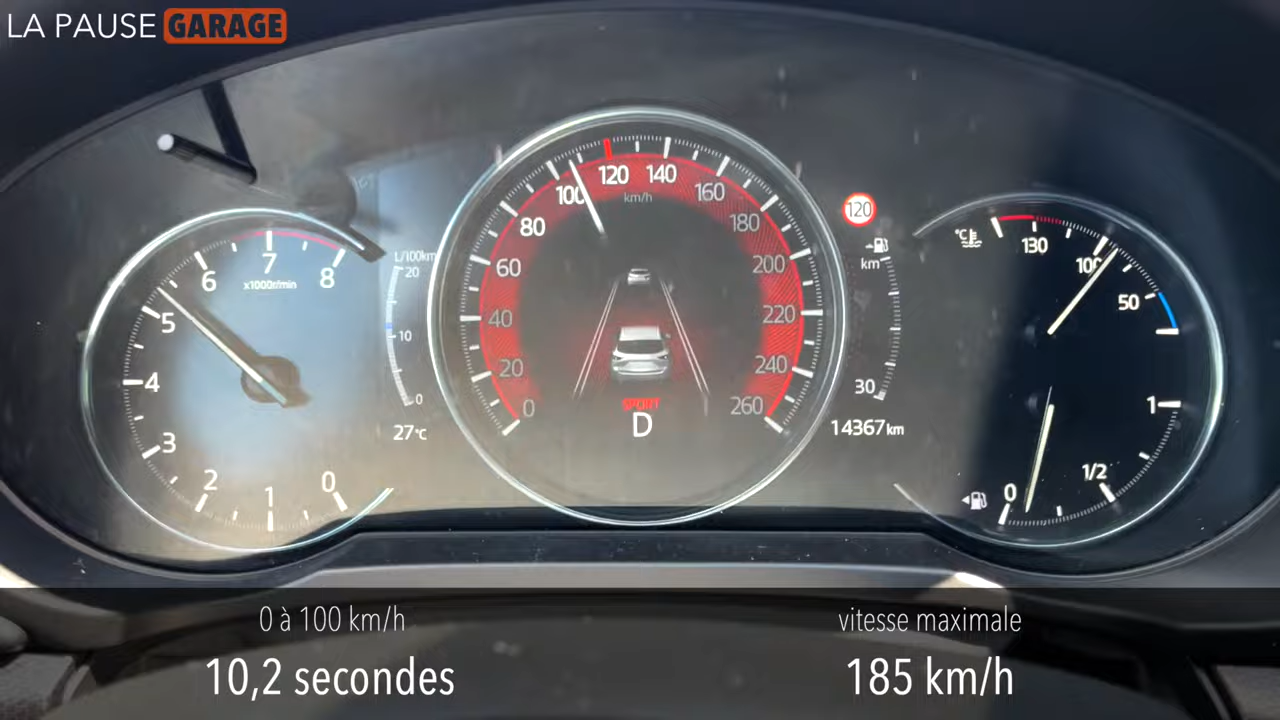 LA PAUSE GARAGE
0
1
2
3
4
5
6
7
8
x1000r/min
L/100km
20
10
0
27°C
0
20
40
60
80
100
120
140
160
180
200
220
240
260
km/h
SPORT
D
120
km
30
14367km
°C
130
100
50
1
1/2
0
0 à 100 km/h
10,2 secondes
vitesse maximale
185 km/h